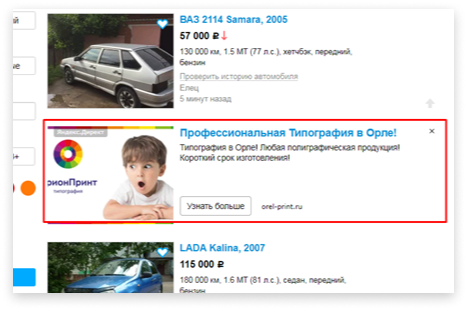 ВАЗ 2114 Samara, 2005
57 000 ₽ ↓
130 000 км, 1.5 МТ (77 л.с.), хетчбэк, передний,
бензин
Проверить историю автомобиля
Елец
5 минут назад
Яндекс.Директ
Профессиональная Типография в Орле!
Типография в Орле! Любая полиграфическая продукция!
Короткий срок изготовления!
рионПринт
типография
Узнать больше
orel-print.ru
LADA Kalina, 2007
115 000 ₽
180 000 км, 1.6 МТ (81 л.с.), седан, передний,
бензин